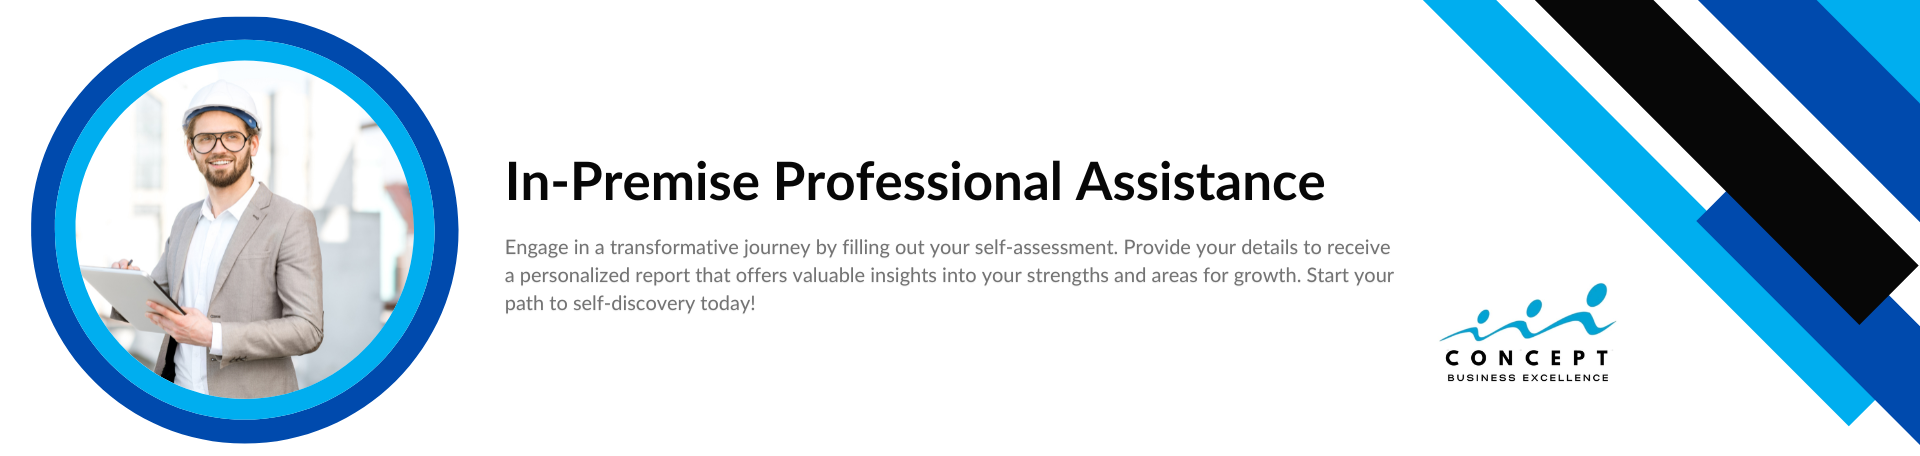 In-Premise Professional Assistance
Engage in a transformative journey by filling out your self-assessment. Provide your details to receive
a personalized report that offers valuable insights into your strengths and areas for growth. Start your
path to self-discovery today!
CONCEPT
BUSINESS EXCELLENCE